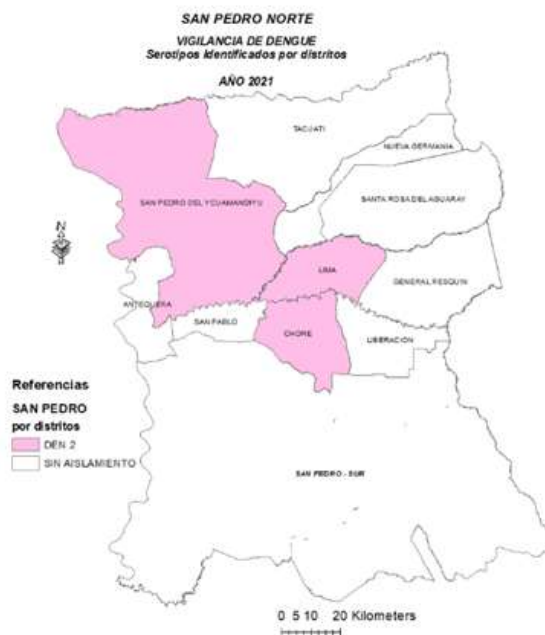 SAN PEDRO NORTE
VIGILANCIA DE DENGUE
Serotipos Identificados por distritos
AÑO 2021
TACUATI
NUEVA GERMANIA
SAN PEDRO DEL YCUAMANDIYU
SANTA ROSA DEL AGUARAY
N
LIMA
GENERAL RESQUIN
ANTEQUERA
SAN PABLO
CHORE
LIBERACION
Referencias
SAN PEDRO
por distritos
DEN 2
SIN AISLAMIENTO
SAN PEDRO - SUR
0 5 10 20 Kilometers